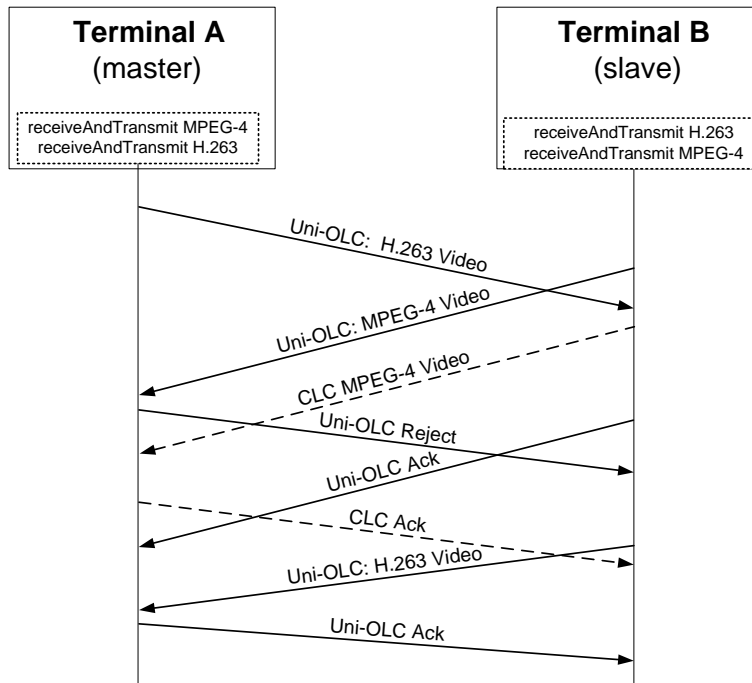 Terminal A
(master)
receiveAndTransmit MPEG-4
receiveAndTransmit H.263
Terminal B
(slave)
receiveAndTransmit H.263
receiveAndTransmit MPEG-4
Uni-OLC: H.263 Video
Uni-OLC: MPEG-4 Video
CLC MPEG-4 Video
Uni-OLC Reject
Uni-OLC Ack
CLC Ack
Uni-OLC: H.263 Video
Uni-OLC Ack